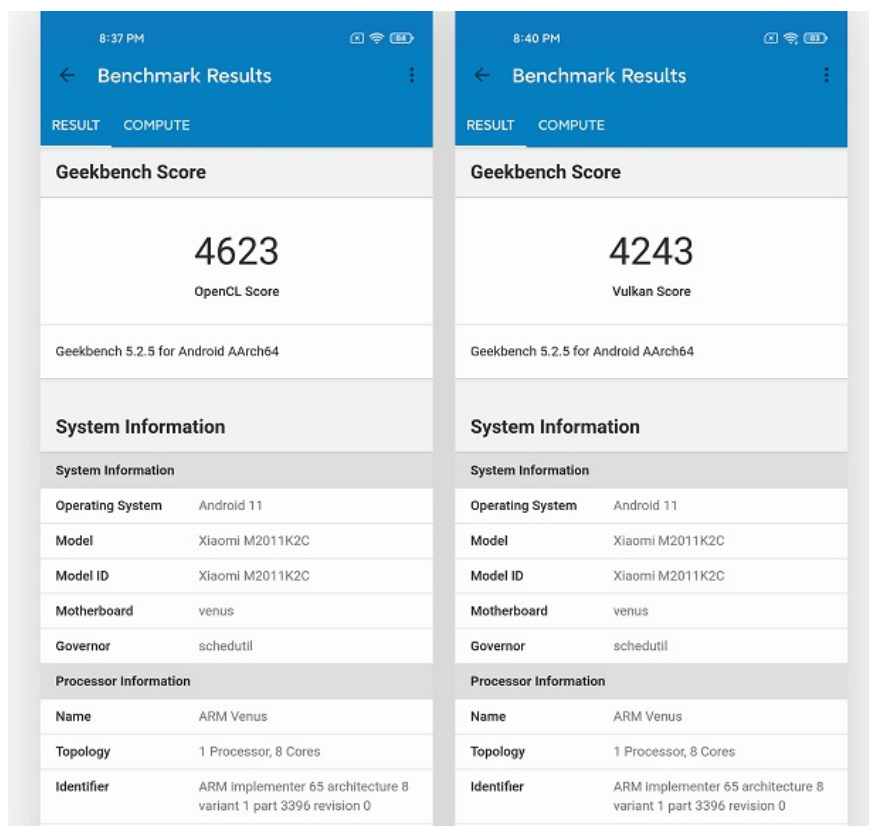 8:37 PM 84
Benchmark Results
RESULT COMPUTE
Geekbench Score
4623
OpenCL Score
Geekbench 5.2.5 for Android AArch64
System Information
System Information
Operating System Android 11
Model Xiaomi M2011K2C
Model ID Xiaomi M2011K2C
Motherboard venus
Governor schedutil
Processor Information
Name ARM Venus
Topology 1 Processor, 8 Cores
Identifier ARM implementer 65 architecture 8
variant 1 part 3396 revision 0
8:40 PM 83
Benchmark Results
RESULT COMPUTE
Geekbench Score
4243
Vulkan Score
Geekbench 5.2.5 for Android AArch64
System Information
System Information
Operating System Android 11
Model Xiaomi M2011K2C
Model ID Xiaomi M2011K2C
Motherboard venus
Governor schedutil
Processor Information
Name ARM Venus
Topology 1 Processor, 8 Cores
Identifier ARM implementer 65 architecture 8
variant 1 part 3396 revision 0